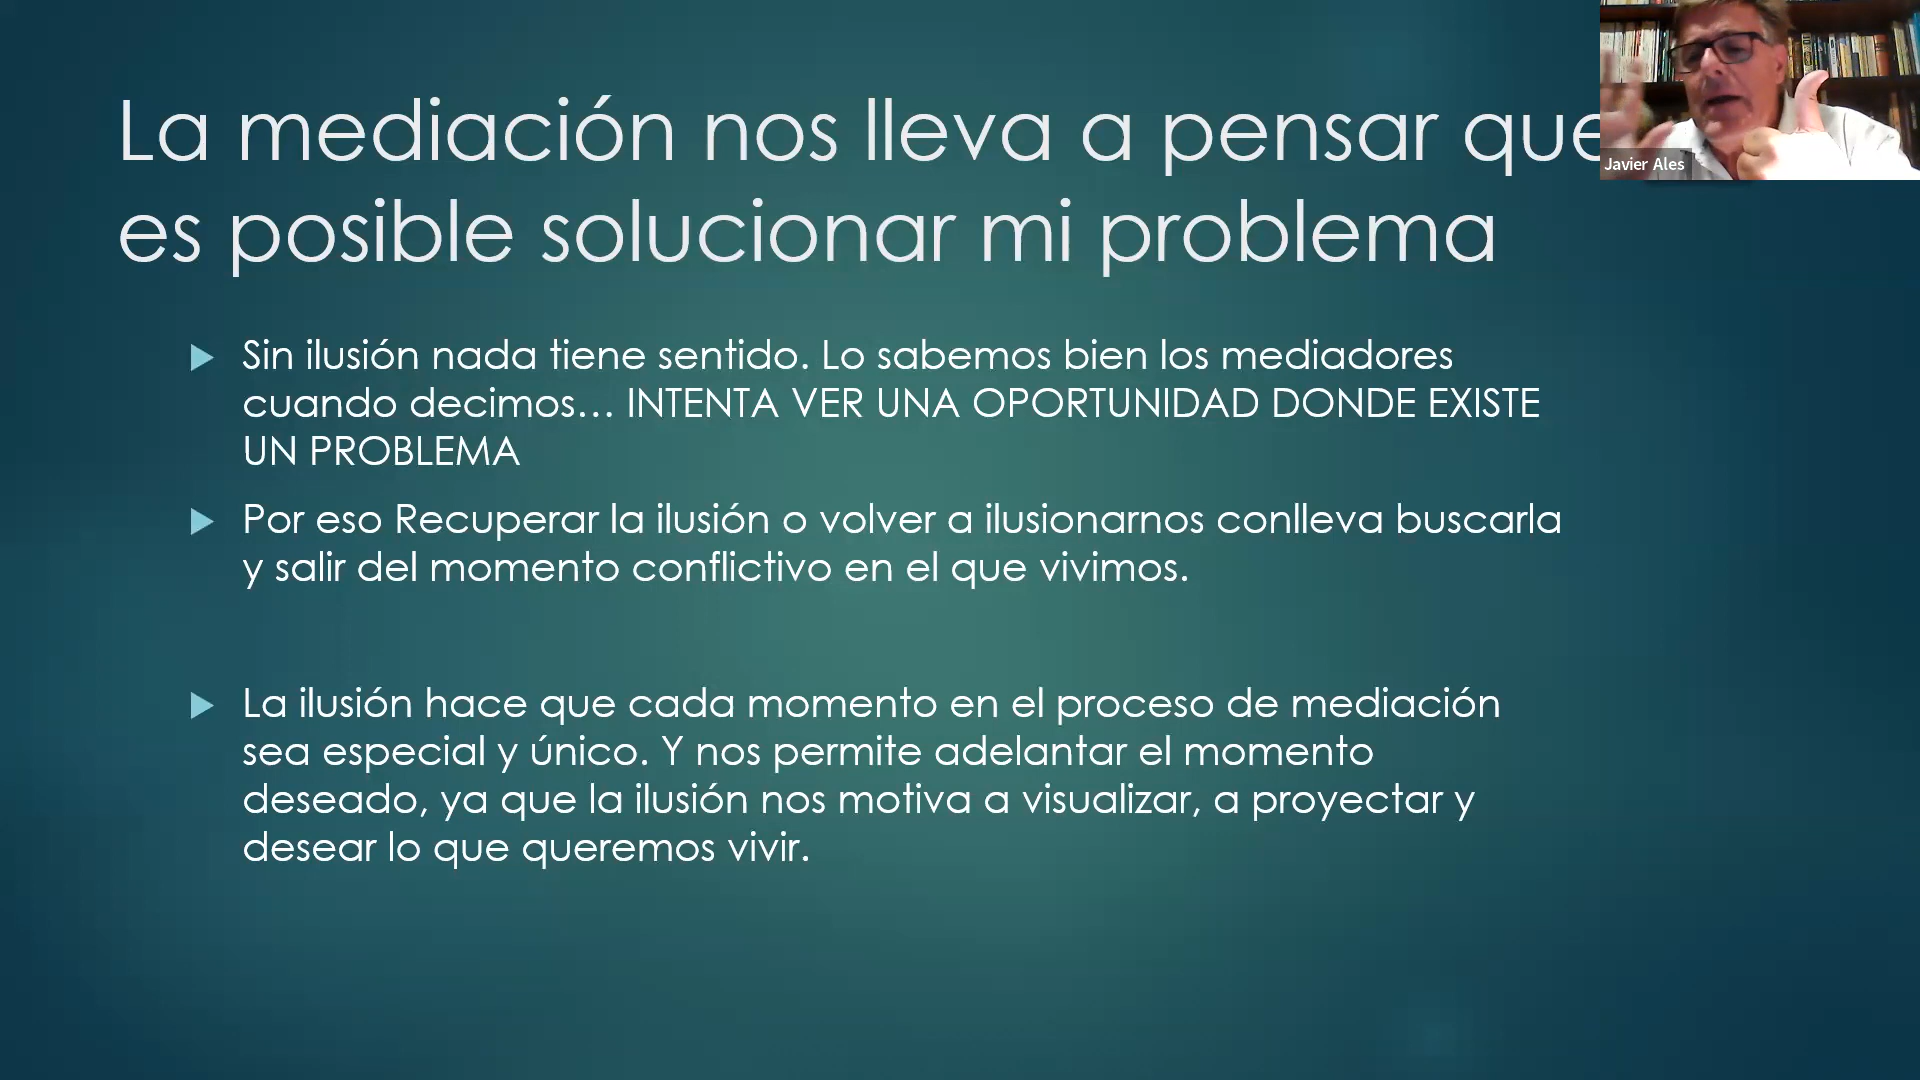 La mediación nos lleva a pensar que
es posible solucionar mi problema
Javier Ales
Sin ilusión nada tiene sentido. Lo sabemos bien los mediadores
cuando decimos… INTENTA VER UNA OPORTUNIDAD DONDE EXISTE
UN PROBLEMA
Por eso Recuperar la ilusión o volver a ilusionarnos conlleva buscarla
y salir del momento conflictivo en el que vivimos.
La ilusión hace que cada momento en el proceso de mediación
sea especial y único. Y nos permite adelantar el momento
deseado, ya que la ilusión nos motiva a visualizar, a proyectar y
desear lo que queremos vivir.